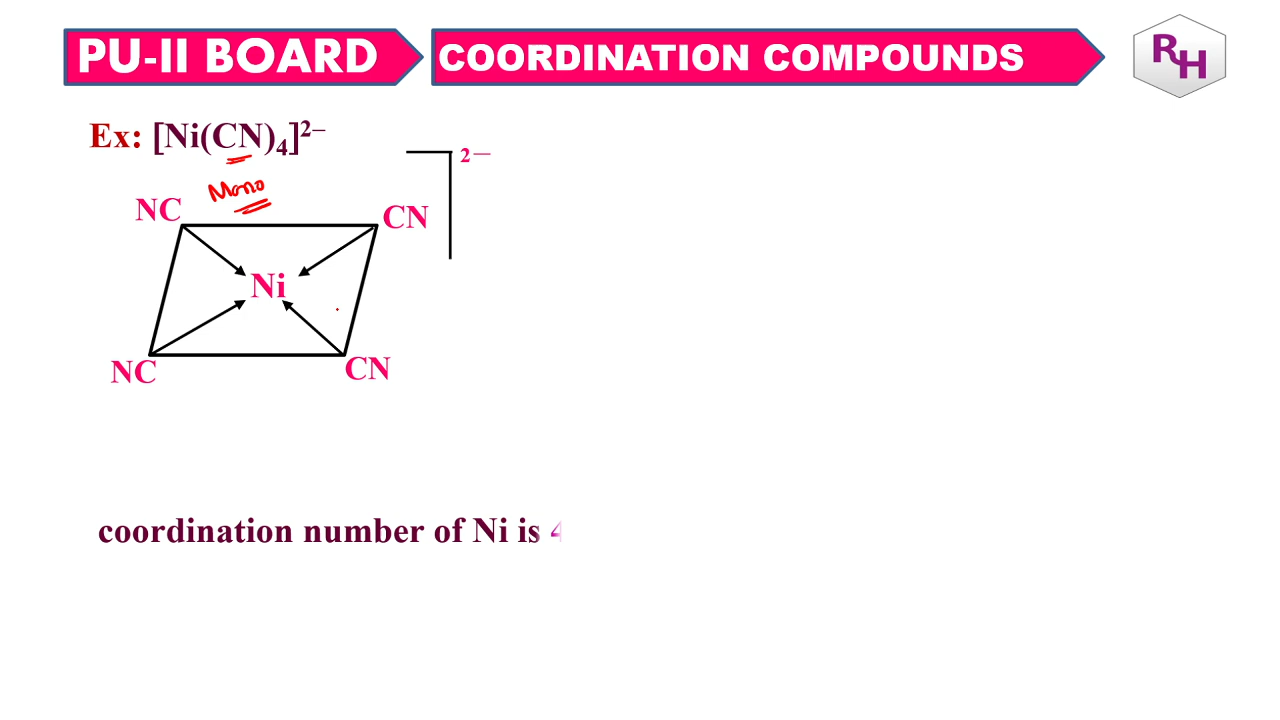 PU-II BOARD
COORDINATION COMPOUNDS
RH
Ex: [Ni(CN)₄]²⁻
2−
Mono
NC
CN
Ni
NC
CN
coordination number of Ni is 4